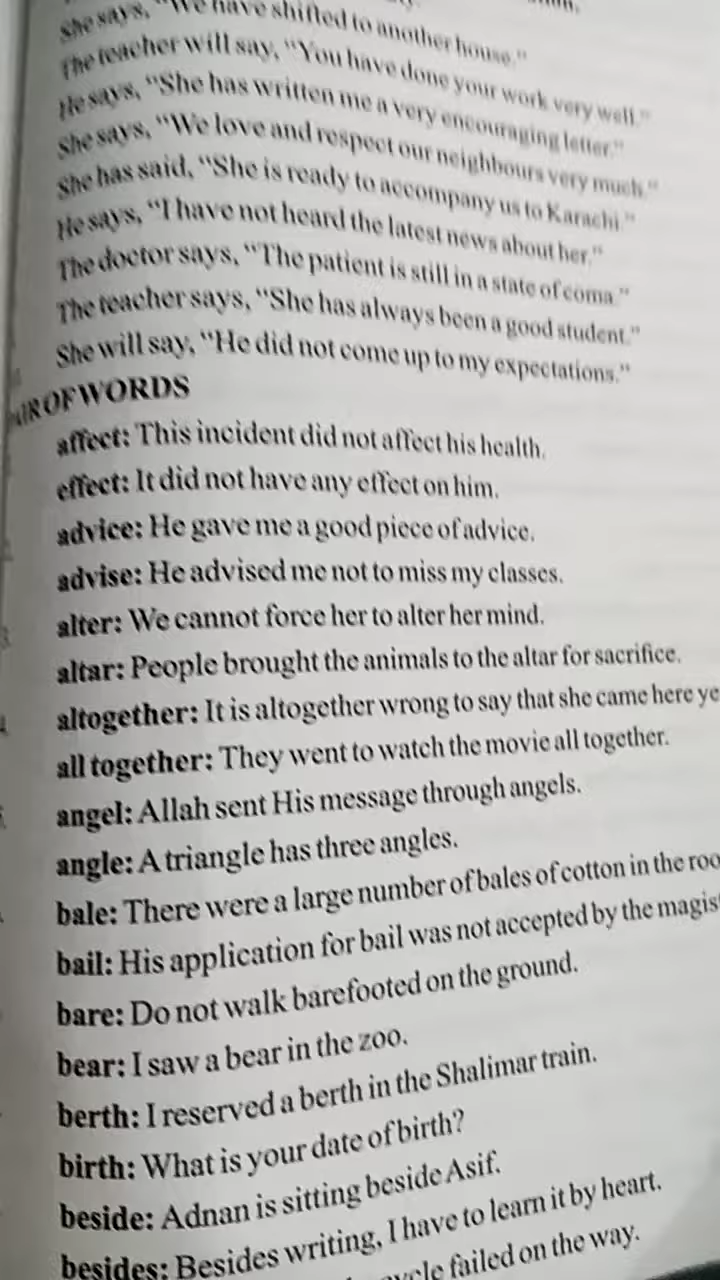 She says, "We have shifted to another house."
The teacher will say, "You have done your work very well."
He says, "She has written me a very encouraging letter."
She says, "We love and respect our neighbours very much."
She has said, "She is ready to accompany us to Karachi."
He says, "I have not heard the latest news about her."
The doctor says, "The patient is still in a state of coma."
The teacher says, "She has always been a good student."
She will say, "He did not come up to my expectations."
OF WORDS
affect: This incident did not affect his health.
effect: It did not have any effect on him.
advice: He gave me a good piece of advice.
advise: He advised me not to miss my classes.
alter: We cannot force her to alter her mind.
altar: People brought the animals to the altar for sacrifice.
altogether: It is altogether wrong to say that she came here ye
all together: They went to watch the movie all together.
angel: Allah sent His message through angels.
angle: A triangle has three angles.
bale: There were a large number of bales of cotton in the roo
bail: His application for bail was not accepted by the magis
bare: Do not walk barefooted on the ground.
bear: I saw a bear in the zoo.
berth: I reserved a berth in the Shalimar train.
birth: What is your date of birth?
beside: Adnan is sitting beside Asif.
besides: Besides writing, I have to learn it by heart.
failed on the way.